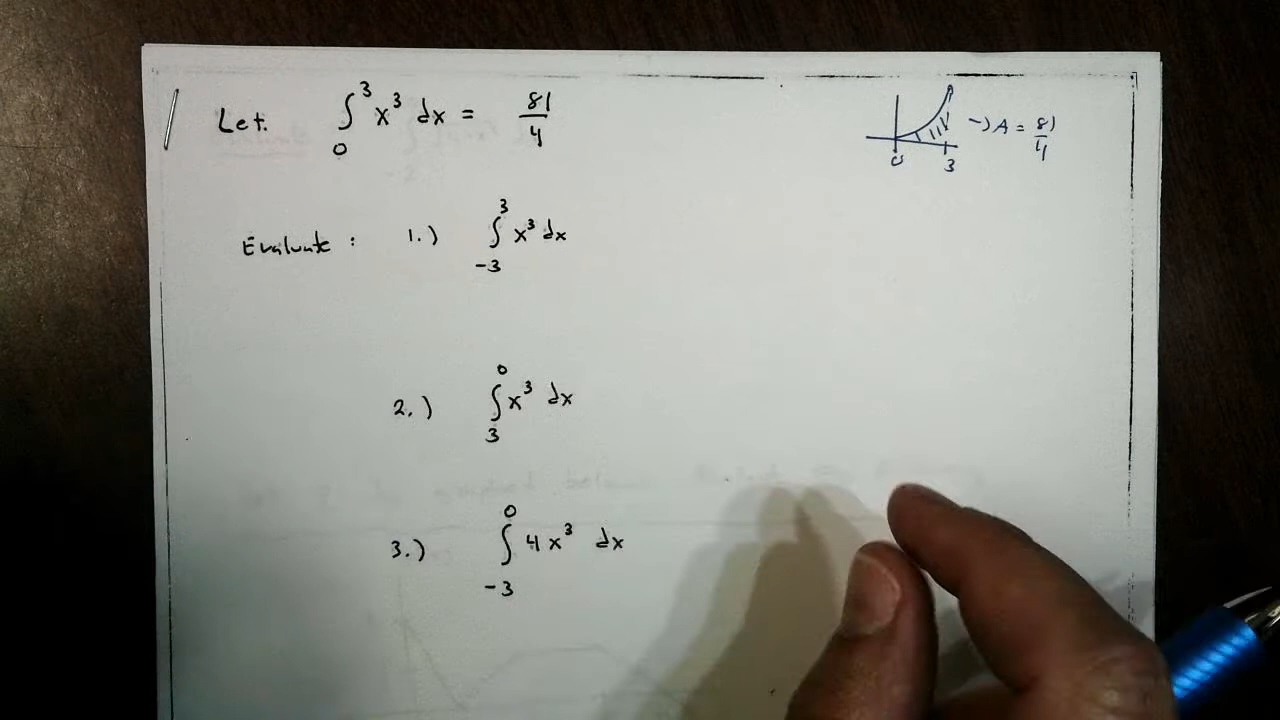 Let. ∫₀³ x³ dx = 81/4
0 3 → A = 81/4
Evaluate : 1.) ∫₋₃³ x³ dx
2.) ∫₃⁰ x³ dx
3.) ∫₋₃⁰ 4x³ dx